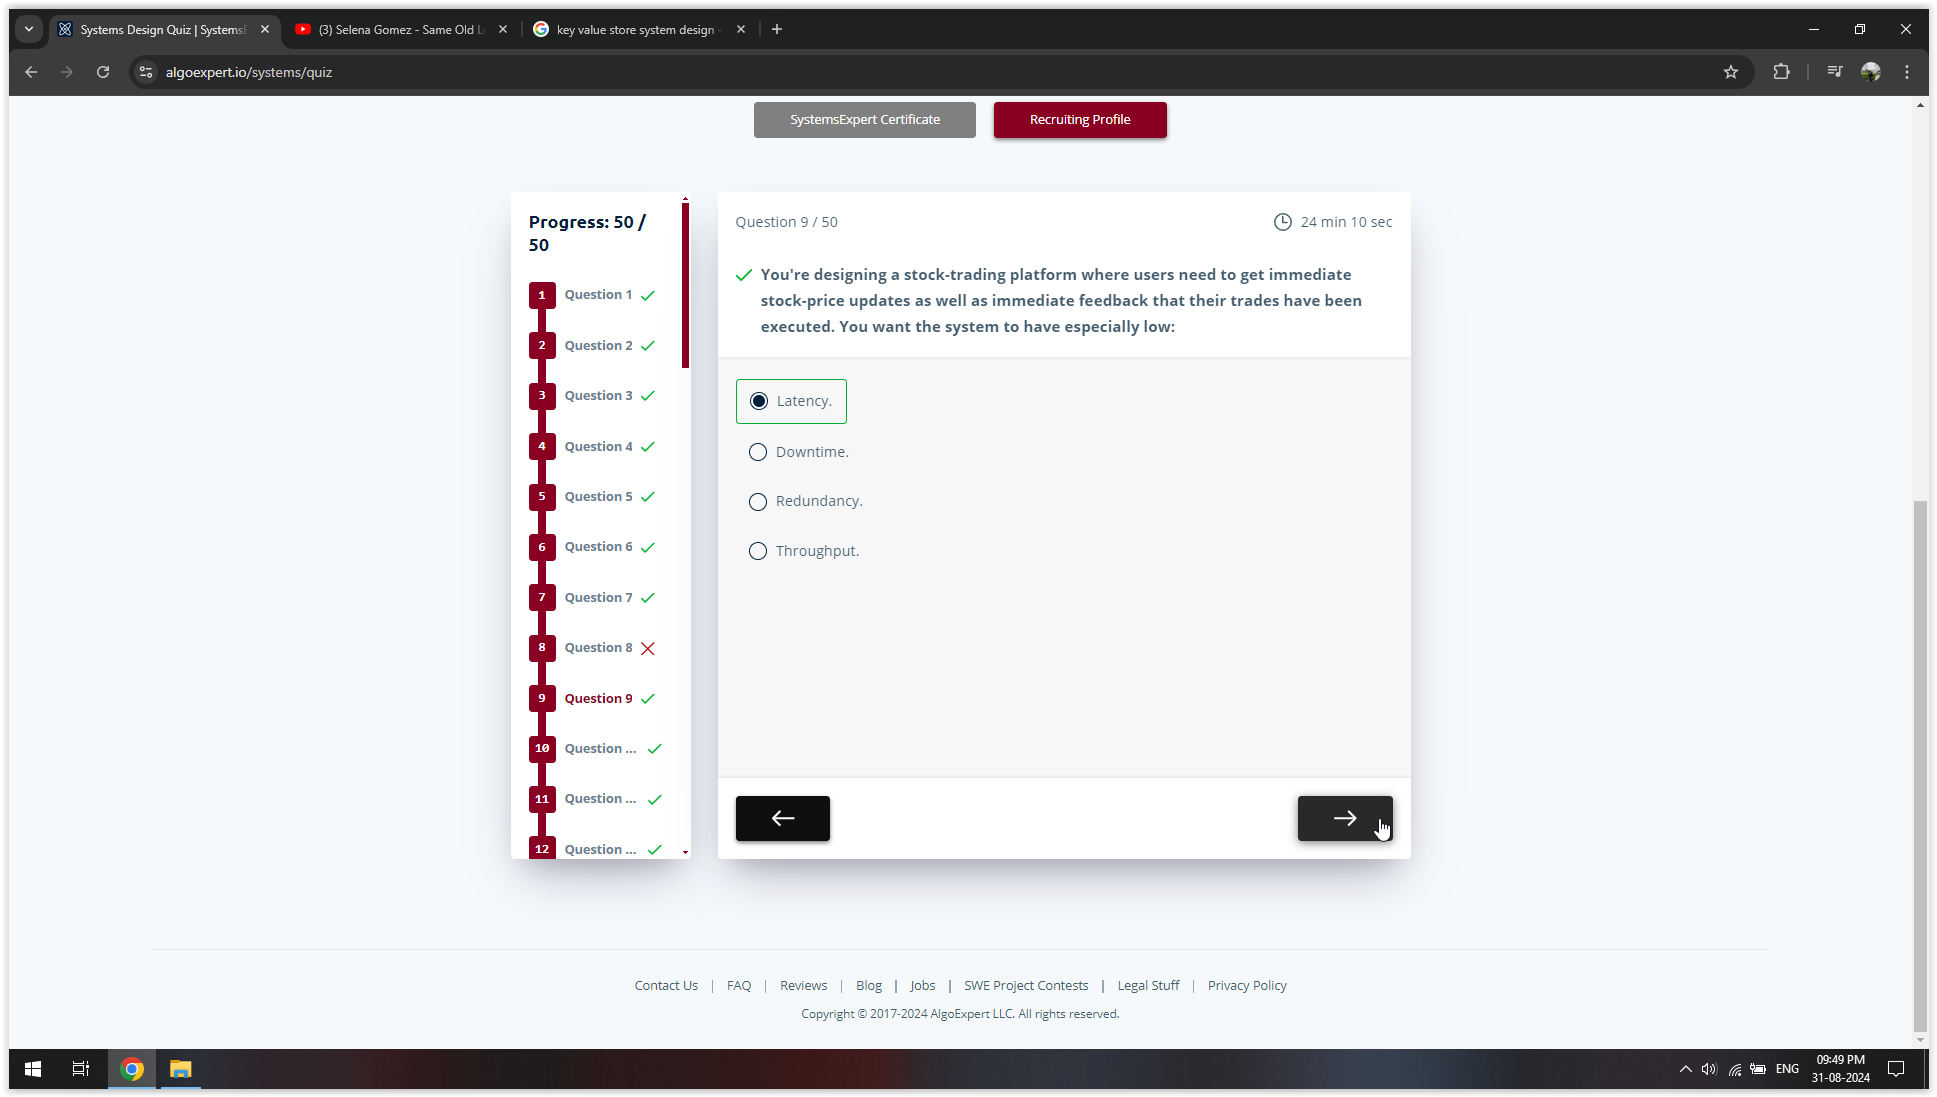 Systems Design Quiz | SystemsE
(3) Selena Gomez - Same Old L
key value store system design -
algoexpert.io/systems/quiz
SystemsExpert Certificate
Recruiting Profile
Progress: 50 /
50
1 Question 1
2 Question 2
3 Question 3
4 Question 4
5 Question 5
6 Question 6
7 Question 7
8 Question 8
9 Question 9
10 Question ...
11 Question ...
12 Question ...
Question 9 / 50
24 min 10 sec
You're designing a stock-trading platform where users need to get immediate
stock-price updates as well as immediate feedback that their trades have been
executed. You want the system to have especially low:
Latency.
Downtime.
Redundancy.
Throughput.
Contact Us | FAQ | Reviews | Blog | Jobs | SWE Project Contests | Legal Stuff | Privacy Policy
Copyright © 2017-2024 AlgoExpert LLC. All rights reserved.
ENG
09:49 PM
31-08-2024